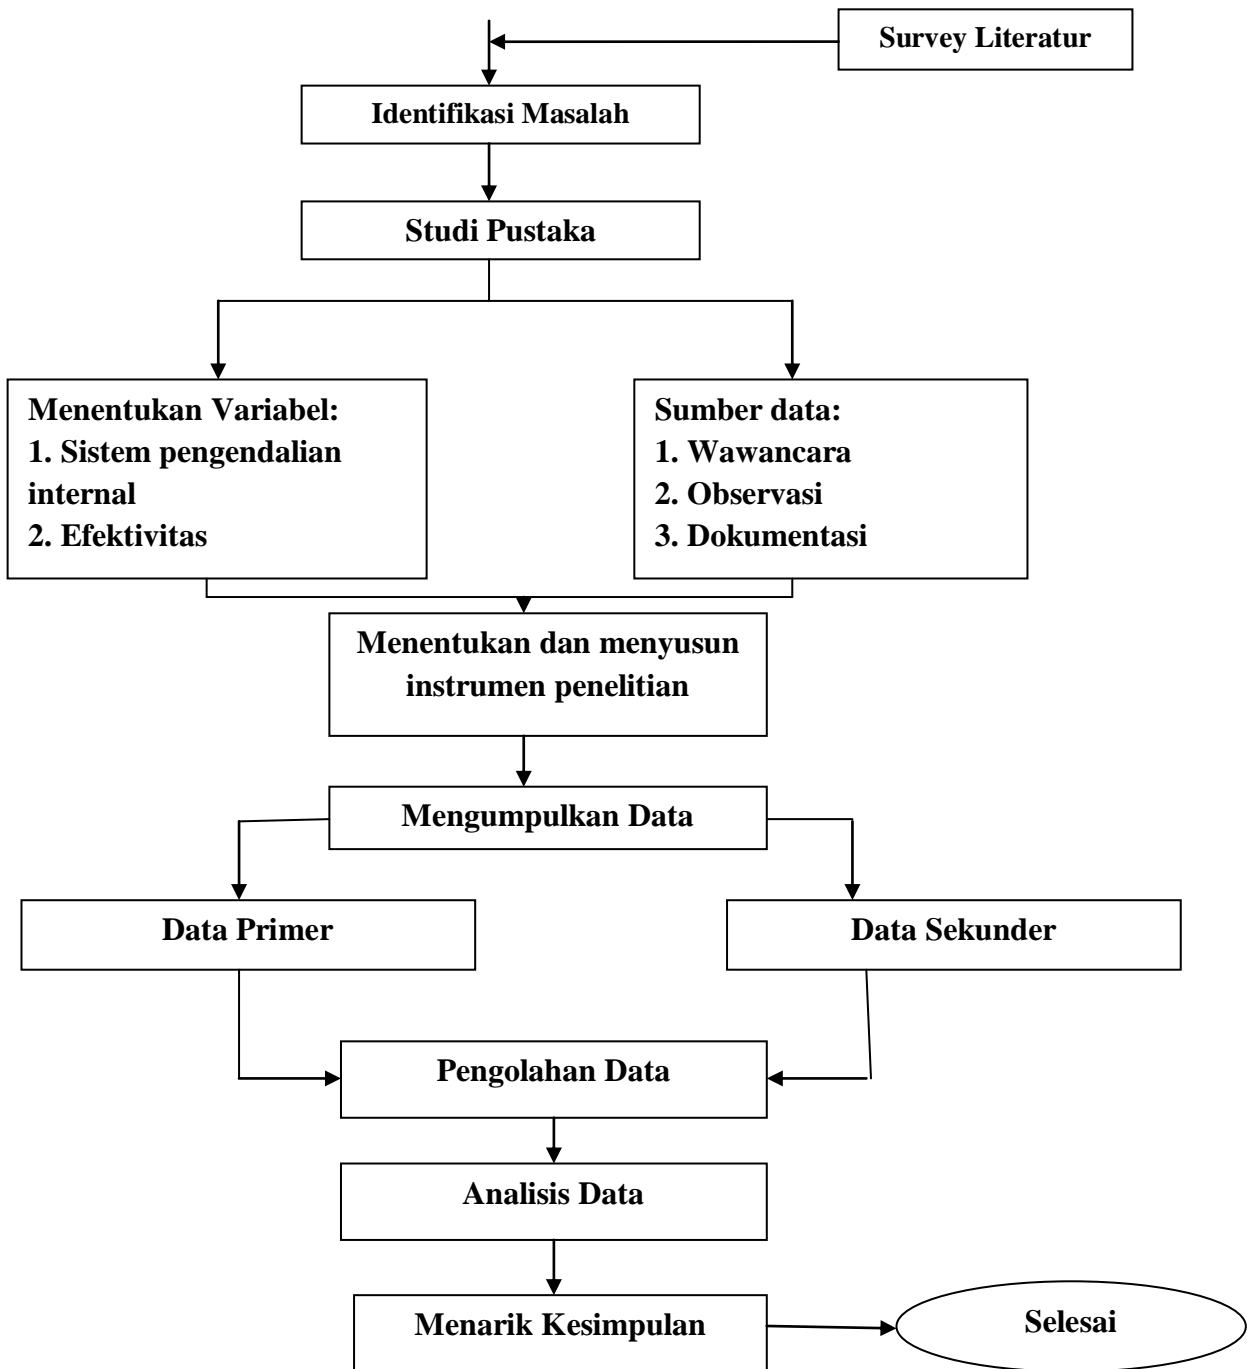 Survey Literatur
Identifikasi Masalah
Studi Pustaka
Menentukan Variabel:
1. Sistem pengendalian
internal
2. Efektivitas
Sumber data:
1. Wawancara
2. Observasi
3. Dokumentasi
Menentukan dan menyusun
instrumen penelitian
Mengumpulkan Data
Data Primer
Data Sekunder
Pengolahan Data
Analisis Data
Menarik Kesimpulan
Selesai